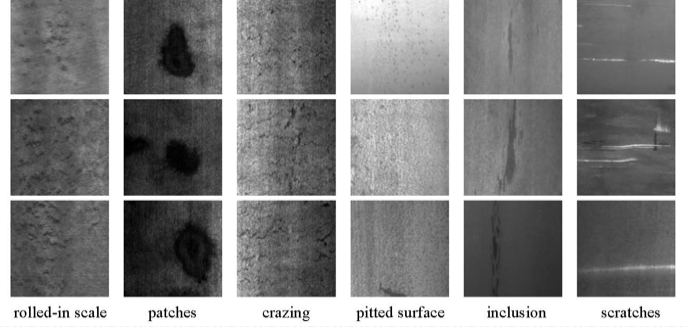 rolled-in scale patches crazing pitted surface inclusion scratches